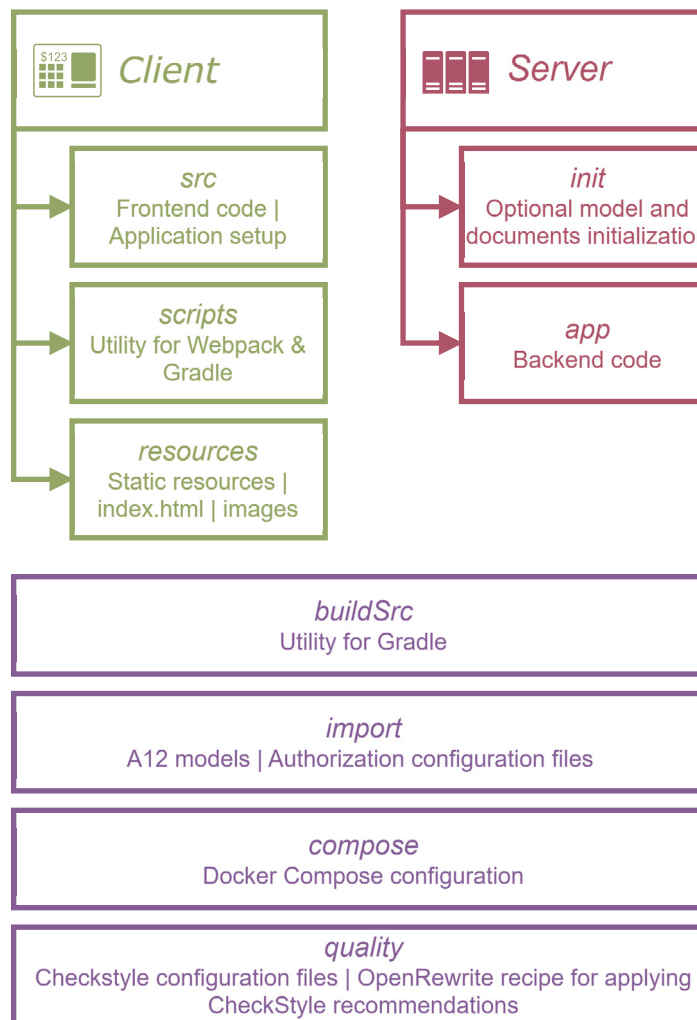 $123
Client
src
Frontend code |
Application setup
scripts
Utility for Webpack &
Gradle
resources
Static resources |
index.html | images
Server
init
Optional model and
documents initializatio
app
Backend code
buildSrc
Utility for Gradle
import
A12 models | Authorization configuration files
compose
Docker Compose configuration
quality
Checkstyle configuration files | OpenRewrite recipe for applying
CheckStyle recommendations